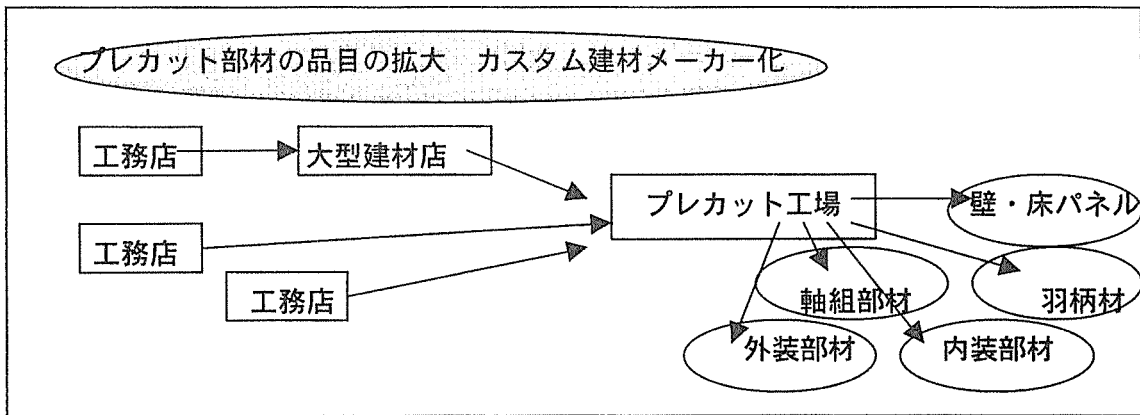 プレカット部材の品目の拡大　カスタム建材メーカー化
工務店
大型建材店
プレカット工場
壁・床パネル
工務店
工務店
軸組部材
羽柄材
外装部材
内装部材